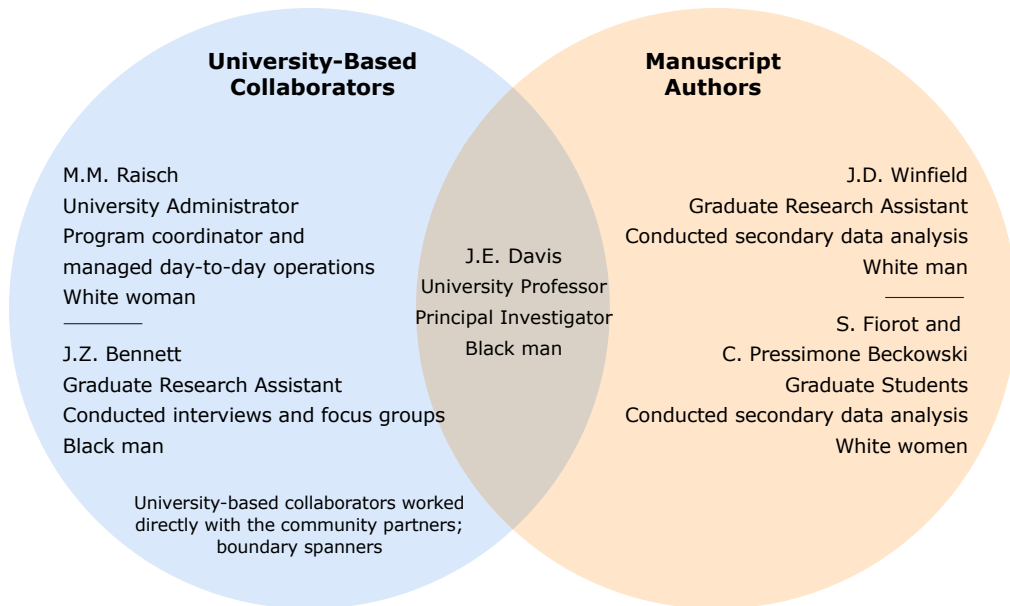 University-Based
Collaborators
M.M. Raisch
University Administrator
Program coordinator and
managed day-to-day operations
White woman
J.Z. Bennett
Graduate Research Assistant
Conducted interviews and focus groups
Black man
University-based collaborators worked
directly with the community partners;
boundary spanners
J.E. Davis
University Professor
Principal Investigator
Black man
Manuscript
Authors
J.D. Winfield
Graduate Research Assistant
Conducted secondary data analysis
White man
S. Fiorot and
C. Pressimone Beckowski
Graduate Students
Conducted secondary data analysis
White women